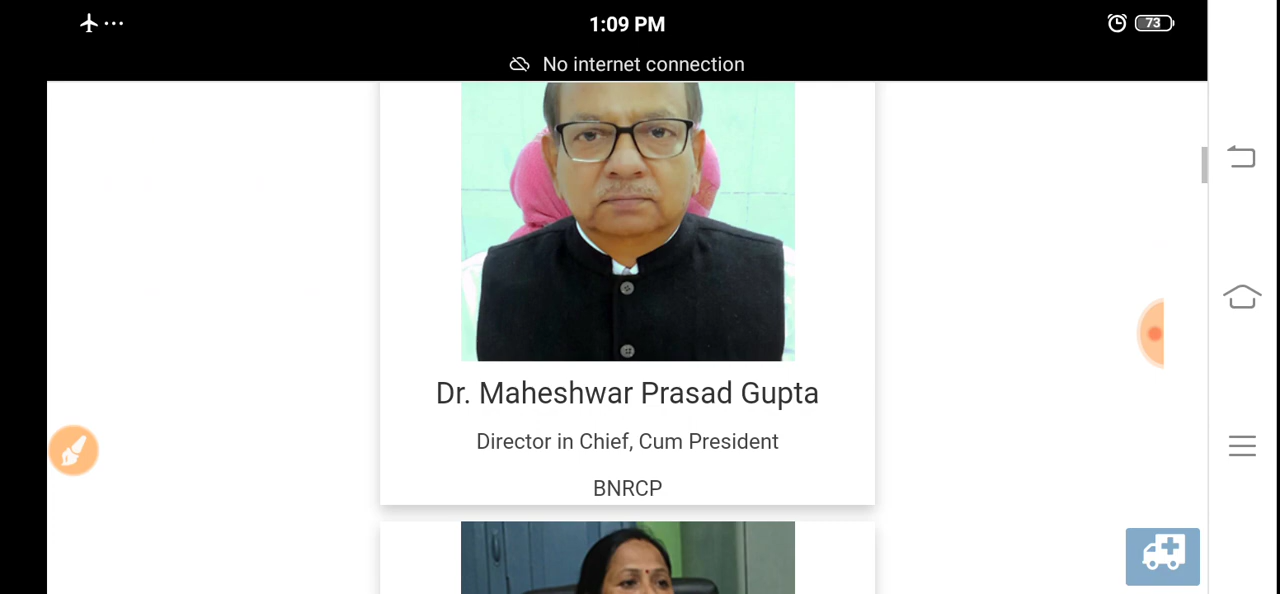 1:09 PM
73
No internet connection
Dr. Maheshwar Prasad Gupta
Director in Chief, Cum President
BNRCP